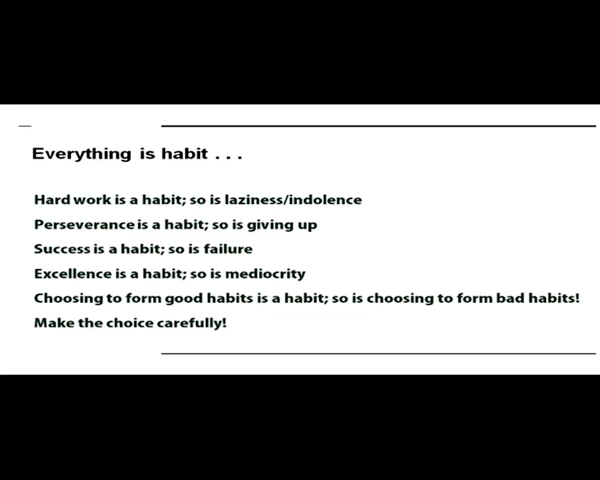 Everything is habit . . .
Hard work is a habit; so is laziness/indolence
Perseverance is a habit; so is giving up
Success is a habit; so is failure
Excellence is a habit; so is mediocrity
Choosing to form good habits is a habit; so is choosing to form bad habits!
Make the choice carefully!